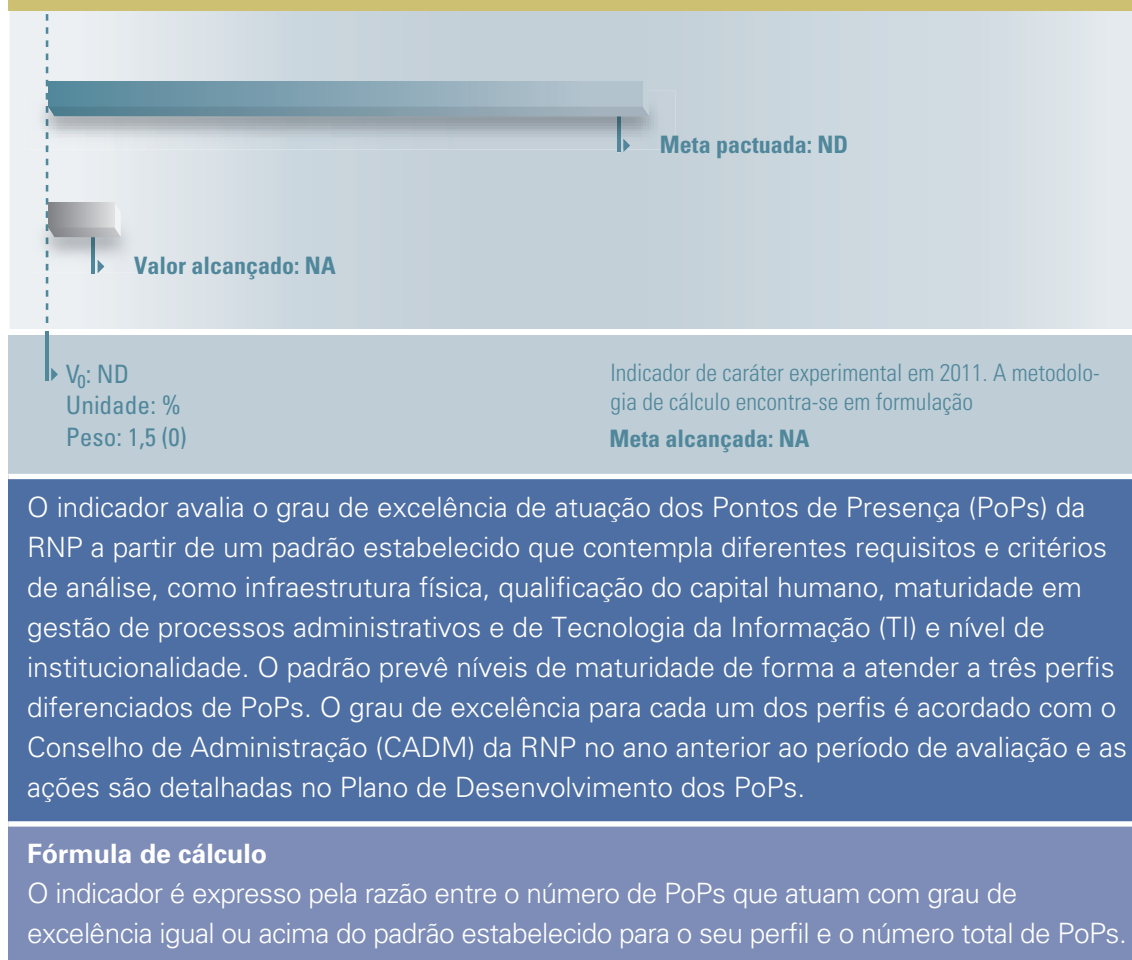 Meta pactuada: ND
Valor alcançado: NA
V₀: ND
Unidade: %
Peso: 1,5 (0)
Indicador de caráter experimental em 2011. A metodolo-
gia de cálculo encontra-se em formulação
Meta alcançada: NA
O indicador avalia o grau de excelência de atuação dos Pontos de Presença (PoPs) da
RNP a partir de um padrão estabelecido que contempla diferentes requisitos e critérios
de análise, como infraestrutura física, qualificação do capital humano, maturidade em
gestão de processos administrativos e de Tecnologia da Informação (TI) e nível de
institucionalidade. O padrão prevê níveis de maturidade de forma a atender a três perfis
diferenciados de PoPs. O grau de excelência para cada um dos perfis é acordado com o
Conselho de Administração (CADM) da RNP no ano anterior ao período de avaliação e as
ações são detalhadas no Plano de Desenvolvimento dos PoPs.
Fórmula de cálculo
O indicador é expresso pela razão entre o número de PoPs que atuam com grau de
excelência igual ou acima do padrão estabelecido para o seu perfil e o número total de PoPs.